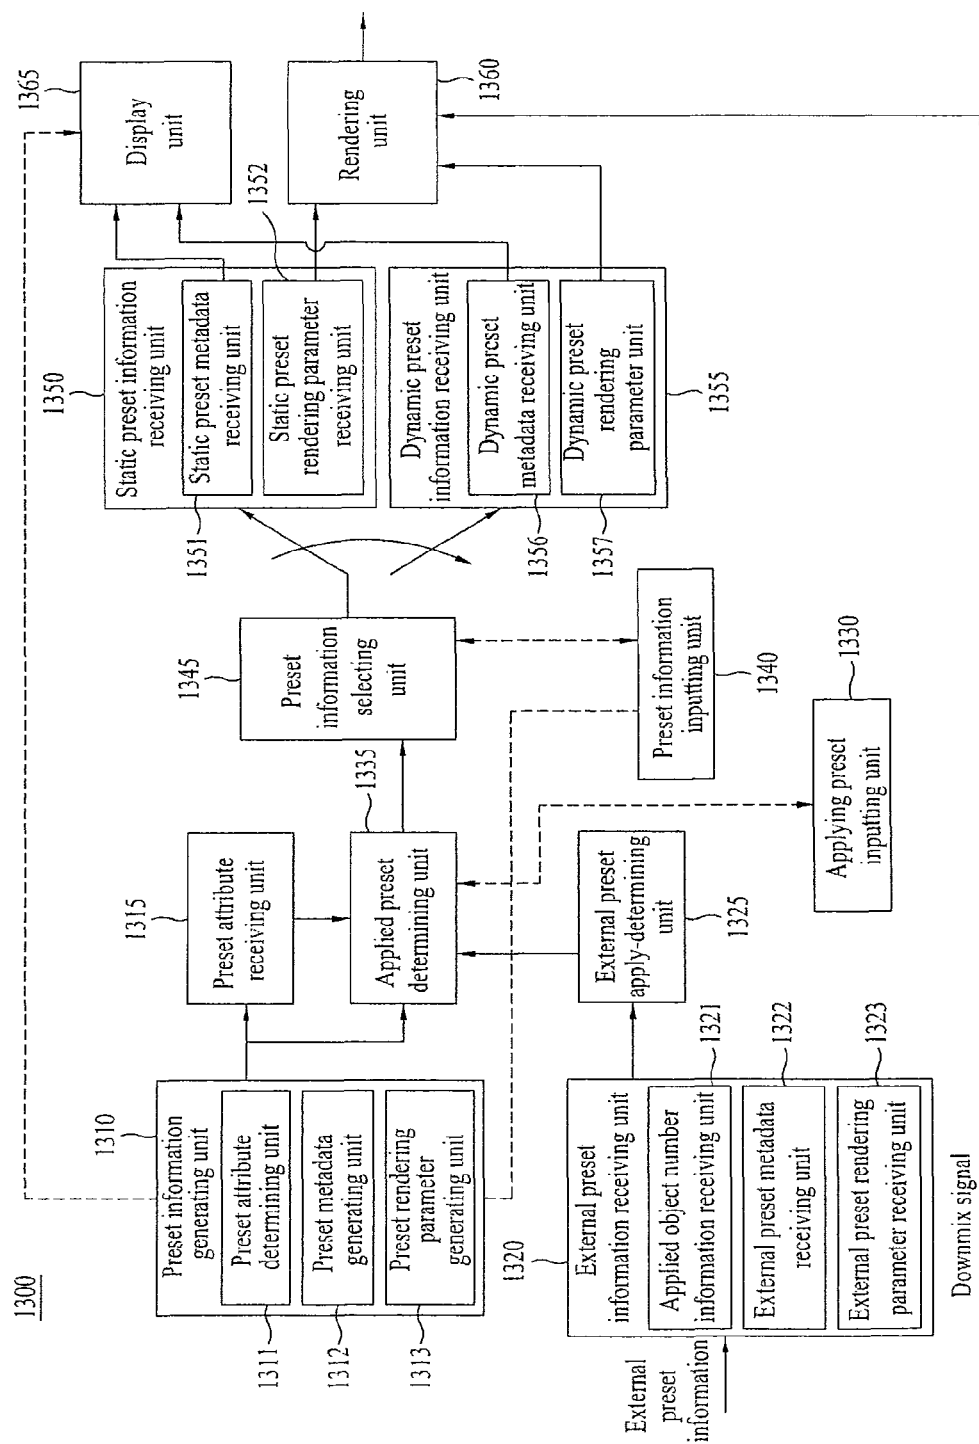 1300
1310
Preset information
generating unit
Preset attribute
determining unit
1311
Preset metadata
generating unit
1312
Preset rendering
parameter
generating unit
1313
1315
Preset attribute
receiving unit
1335
Applied preset
determining unit
1345
Preset
information
selecting
unit
1350
Static preset information
receiving unit
Static preset metadata
receiving unit
1351
Static preset
rendering parameter
receiving unit
1352
Dynamic preset
information receiving unit
Dynamic preset
metadata receiving unit
1356
Dynamic preset
rendering
parameter unit
1357
1355
Display
unit
1365
Rendering
unit
1360
External
preset
information
1320
External preset
information receiving unit
Applied object number
information receiving unit
1321
External preset metadata
receiving unit
1322
External preset rendering
parameter receiving unit
1323
External preset
apply-determining
unit
1325
Preset information
inputting unit
1340
Applying preset
inputting unit
1330
Downmix signal